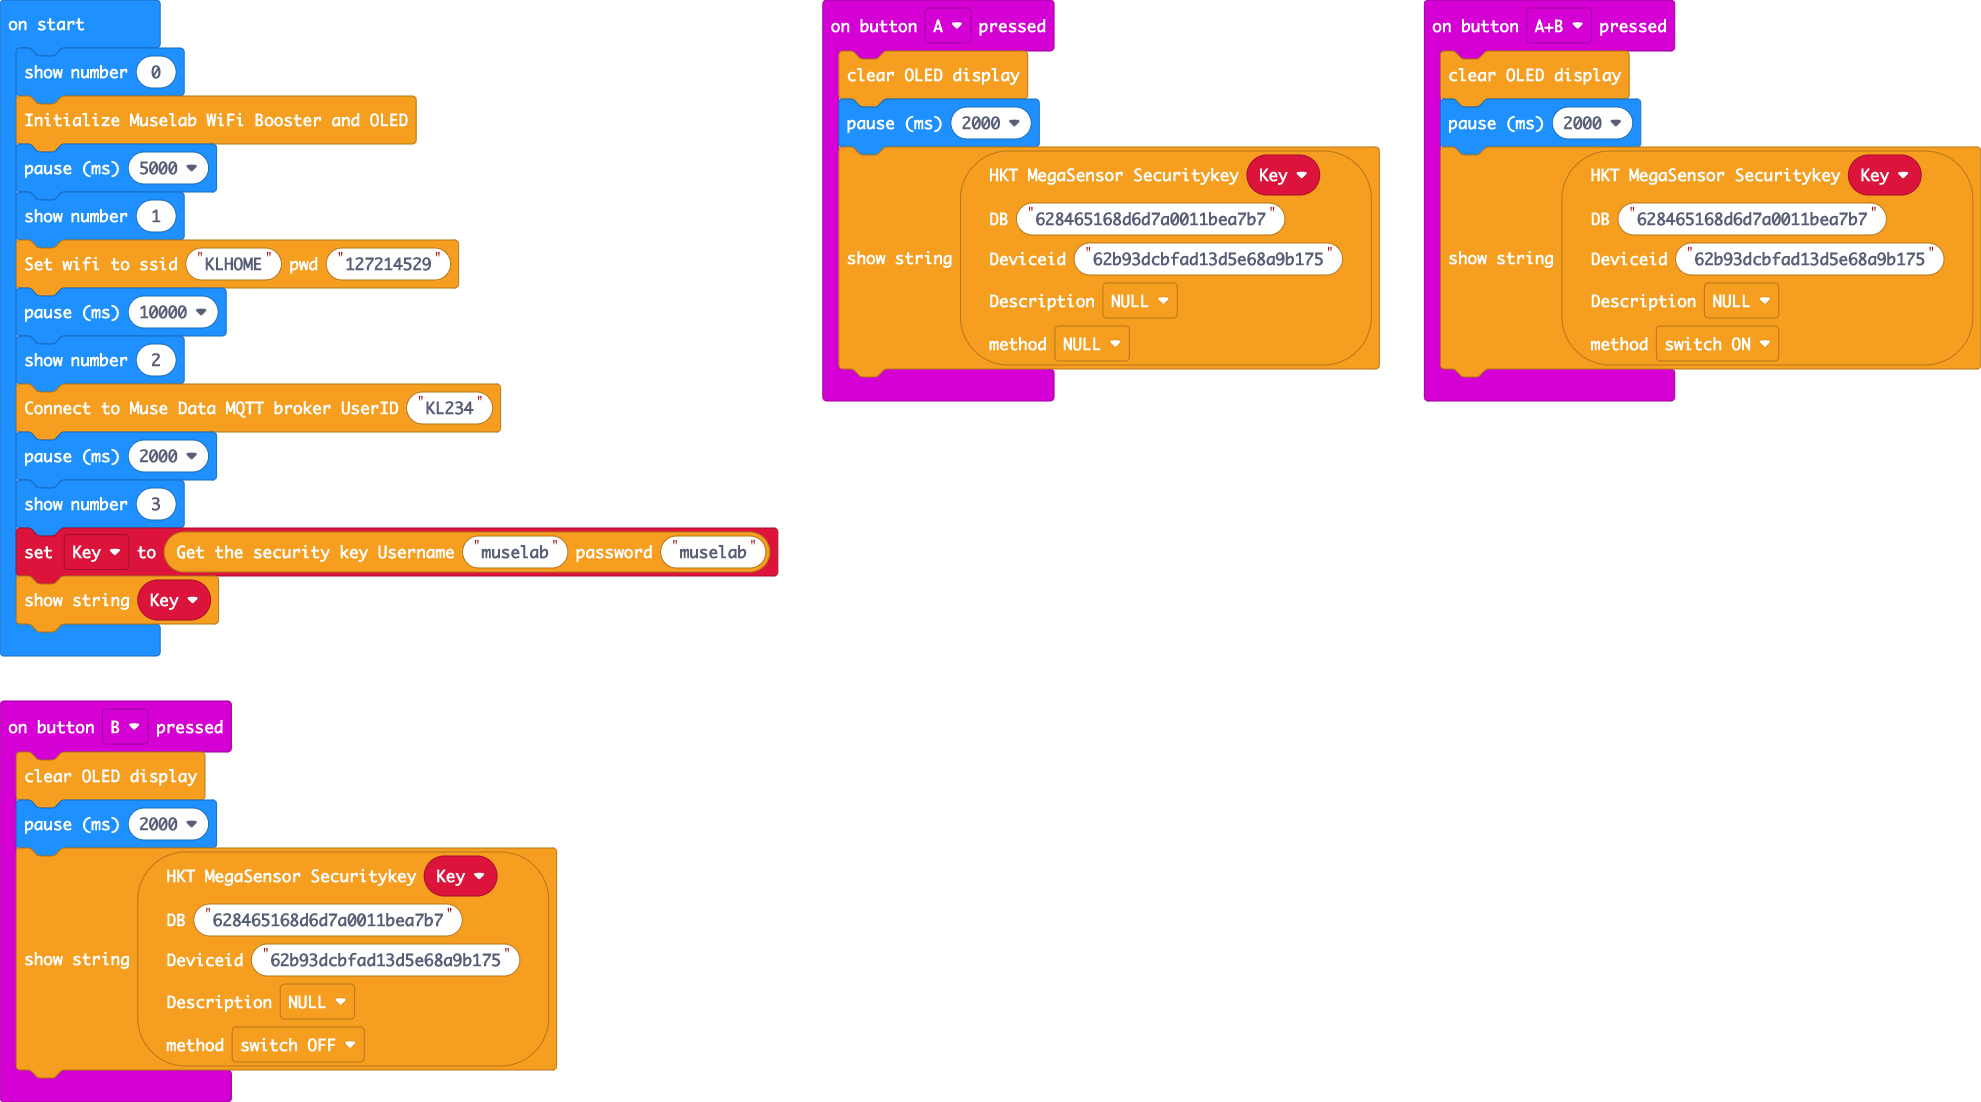 on start
show number 0
Initialize Muselab WiFi Booster and OLED
pause (ms) 5000
show number 1
Set wifi to ssid "KLHOME" pwd "127214529"
pause (ms) 10000
show number 2
Connect to Muse Data MQTT broker UserID "KL234"
pause (ms) 2000
show number 3
set Key to Get the security key Username "muselab" password "muselab"
show string Key
on button A pressed
clear OLED display
pause (ms) 2000
show string
HKT MegaSensor Securitykey Key
DB "628465168d6d7a0011bea7b7"
Deviceid "62b93dcbfad13d5e68a9b175"
Description NULL
method NULL
on button A+B pressed
clear OLED display
pause (ms) 2000
show string
HKT MegaSensor Securitykey Key
DB "628465168d6d7a0011bea7b7"
Deviceid "62b93dcbfad13d5e68a9b175"
Description NULL
method switch ON
on button B pressed
clear OLED display
pause (ms) 2000
show string
HKT MegaSensor Securitykey Key
DB "628465168d6d7a0011bea7b7"
Deviceid "62b93dcbfad13d5e68a9b175"
Description NULL
method switch OFF